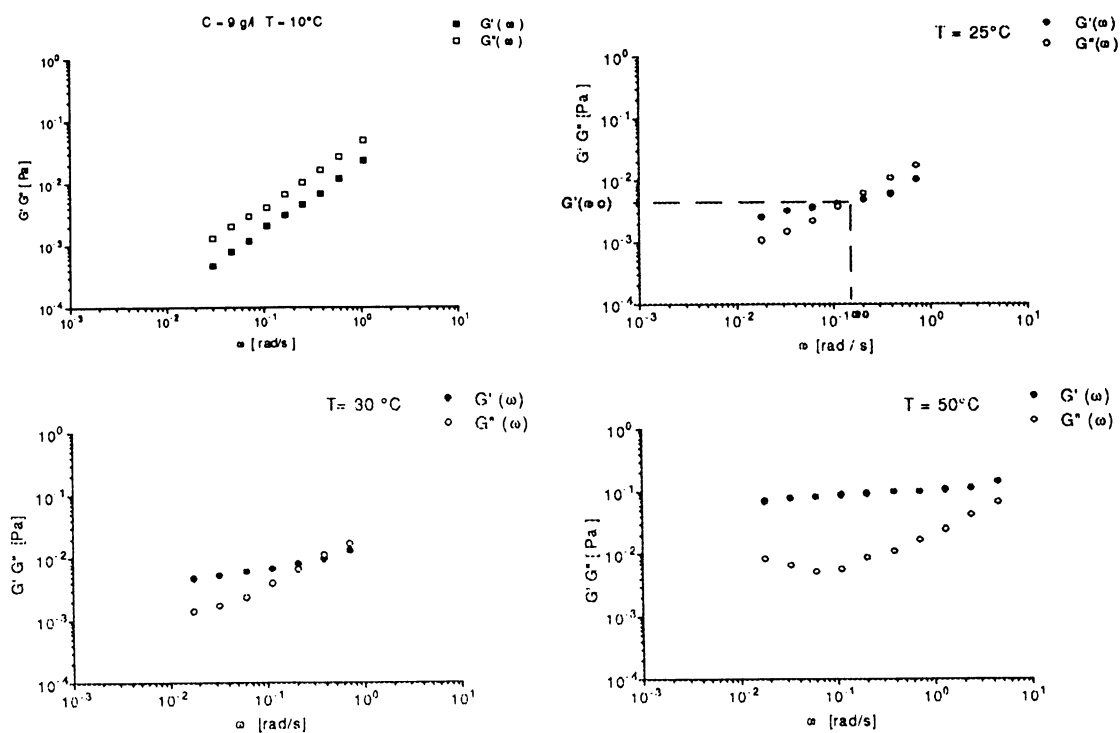 C - 9 g/l T - 10°C
■ G'(ω)
□ G"(ω)
10⁰
10⁻¹
10⁻²
10⁻³
10⁻⁴
G' G" [Pa]
10⁻³ 10⁻² 10⁻¹ 10⁰ 10¹
ω [rad/s]
T = 25°C
● G'(ω)
○ G"(ω)
10⁰
10⁻¹
10⁻²
10⁻³
10⁻⁴
G' G" [Pa]
G'(ωo)
10⁻³ 10⁻² 10⁻¹ ωo 10⁰ 10¹
ω [rad / s]
T= 30 °C
● G' (ω)
○ G" (ω)
10⁰
10⁻¹
10⁻²
10⁻³
10⁻⁴
G' G" [Pa]
10⁻³ 10⁻² 10⁻¹ 10⁰ 10¹
ω [rad/s]
T = 50°C
● G' (ω)
○ G" (ω)
10⁰
10⁻¹
10⁻²
10⁻³
10⁻⁴
G' G" [Pa]
10⁻³ 10⁻² 10⁻¹ 10⁰ 10¹
ω [rad/s]